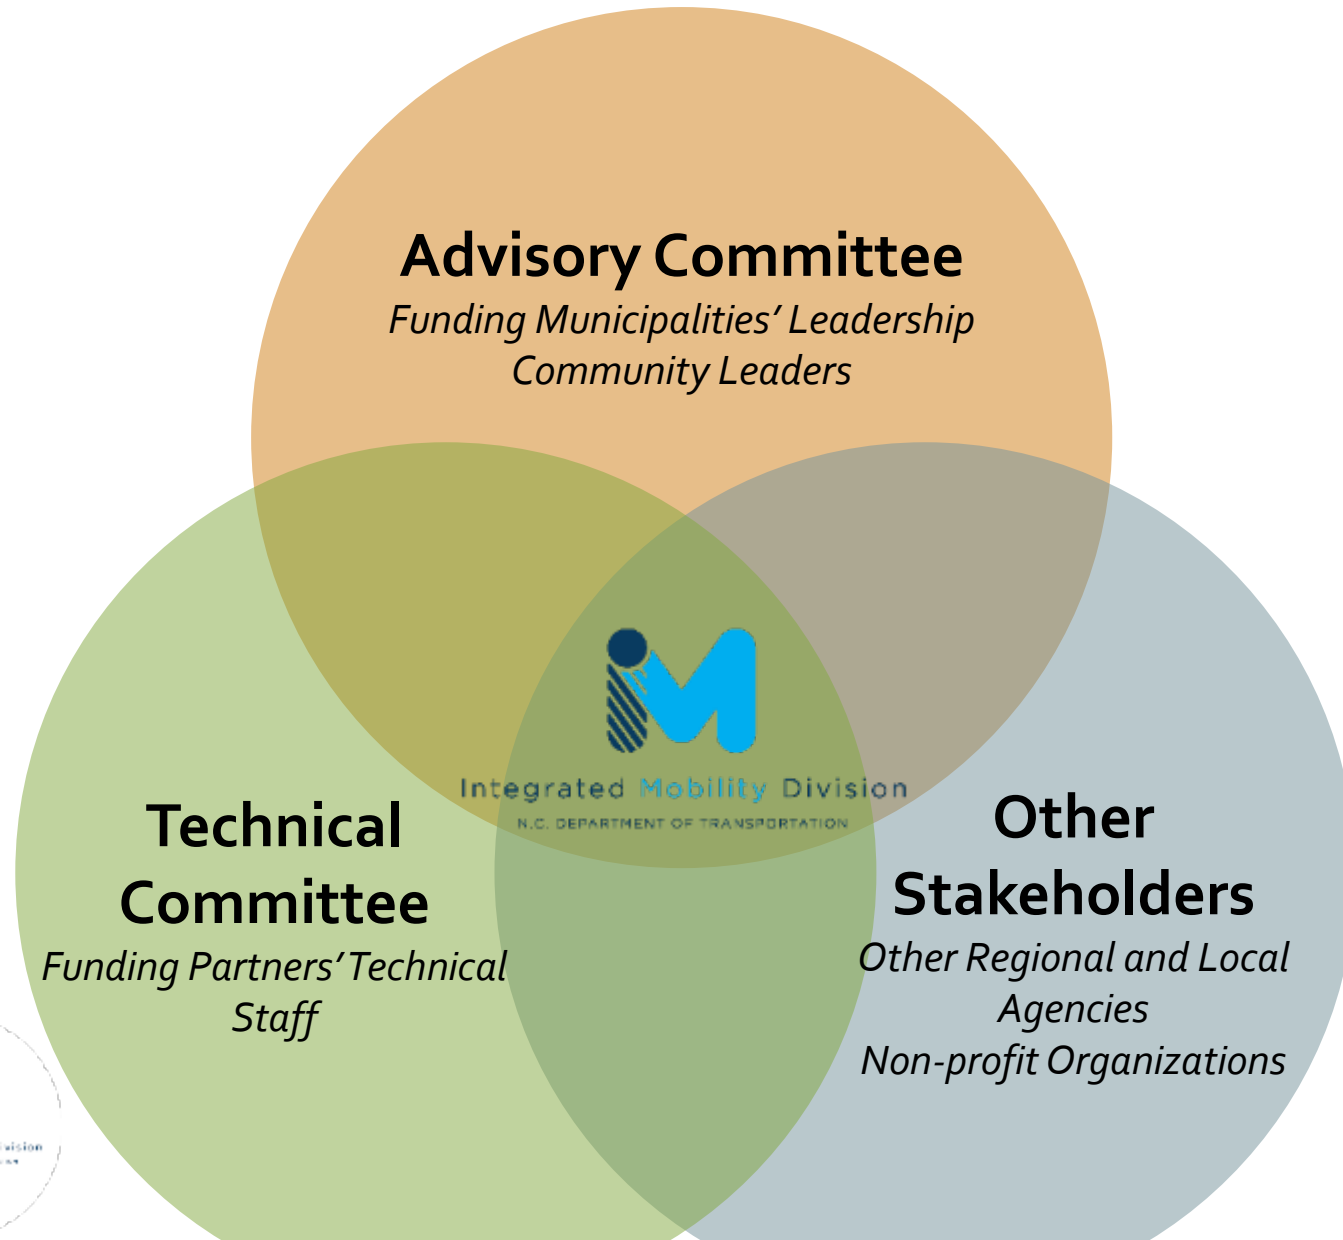 Advisory Committee
Funding Municipalities’ Leadership
Community Leaders
Integrated Mobility Division
N.C. DEPARTMENT OF TRANSPORTATION
Technical
Committee
Funding Partners’ Technical
Staff
Other
Stakeholders
Other Regional and Local
Agencies
Non-profit Organizations